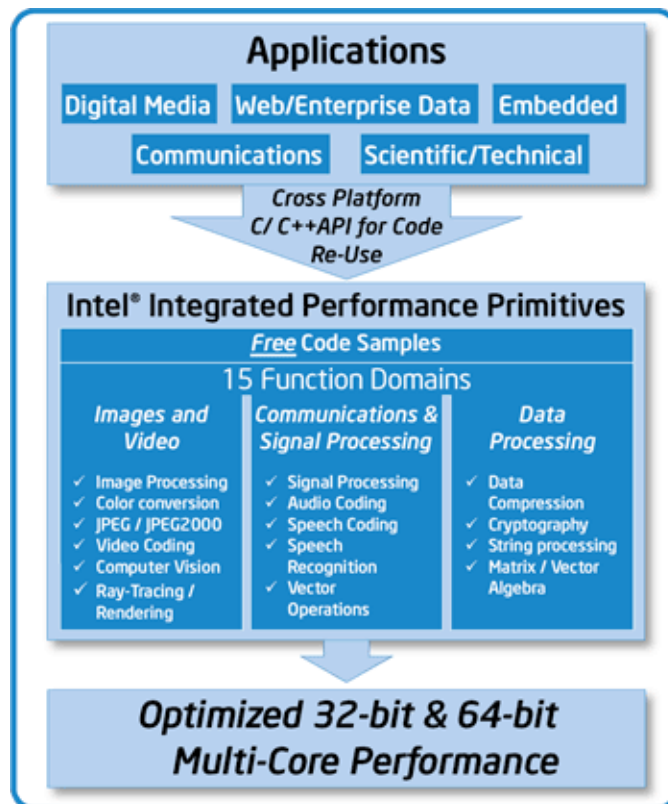 Applications
Digital Media
Web/Enterprise Data
Embedded
Communications
Scientific/Technical
Cross Platform
C/ C++API for Code
Re-Use
Intel® Integrated Performance Primitives
Free Code Samples
15 Function Domains
Images and
Video
✓ Image Processing
✓ Color conversion
✓ JPEG / JPEG2000
✓ Video Coding
✓ Computer Vision
✓ Ray-Tracing /
Rendering
Communications &
Signal Processing
✓ Signal Processing
✓ Audio Coding
✓ Speech Coding
✓ Speech
Recognition
✓ Vector
Operations
Data
Processing
✓ Data
Compression
✓ Cryptography
✓ String processing
✓ Matrix / Vector
Algebra
Optimized 32-bit & 64-bit
Multi-Core Performance